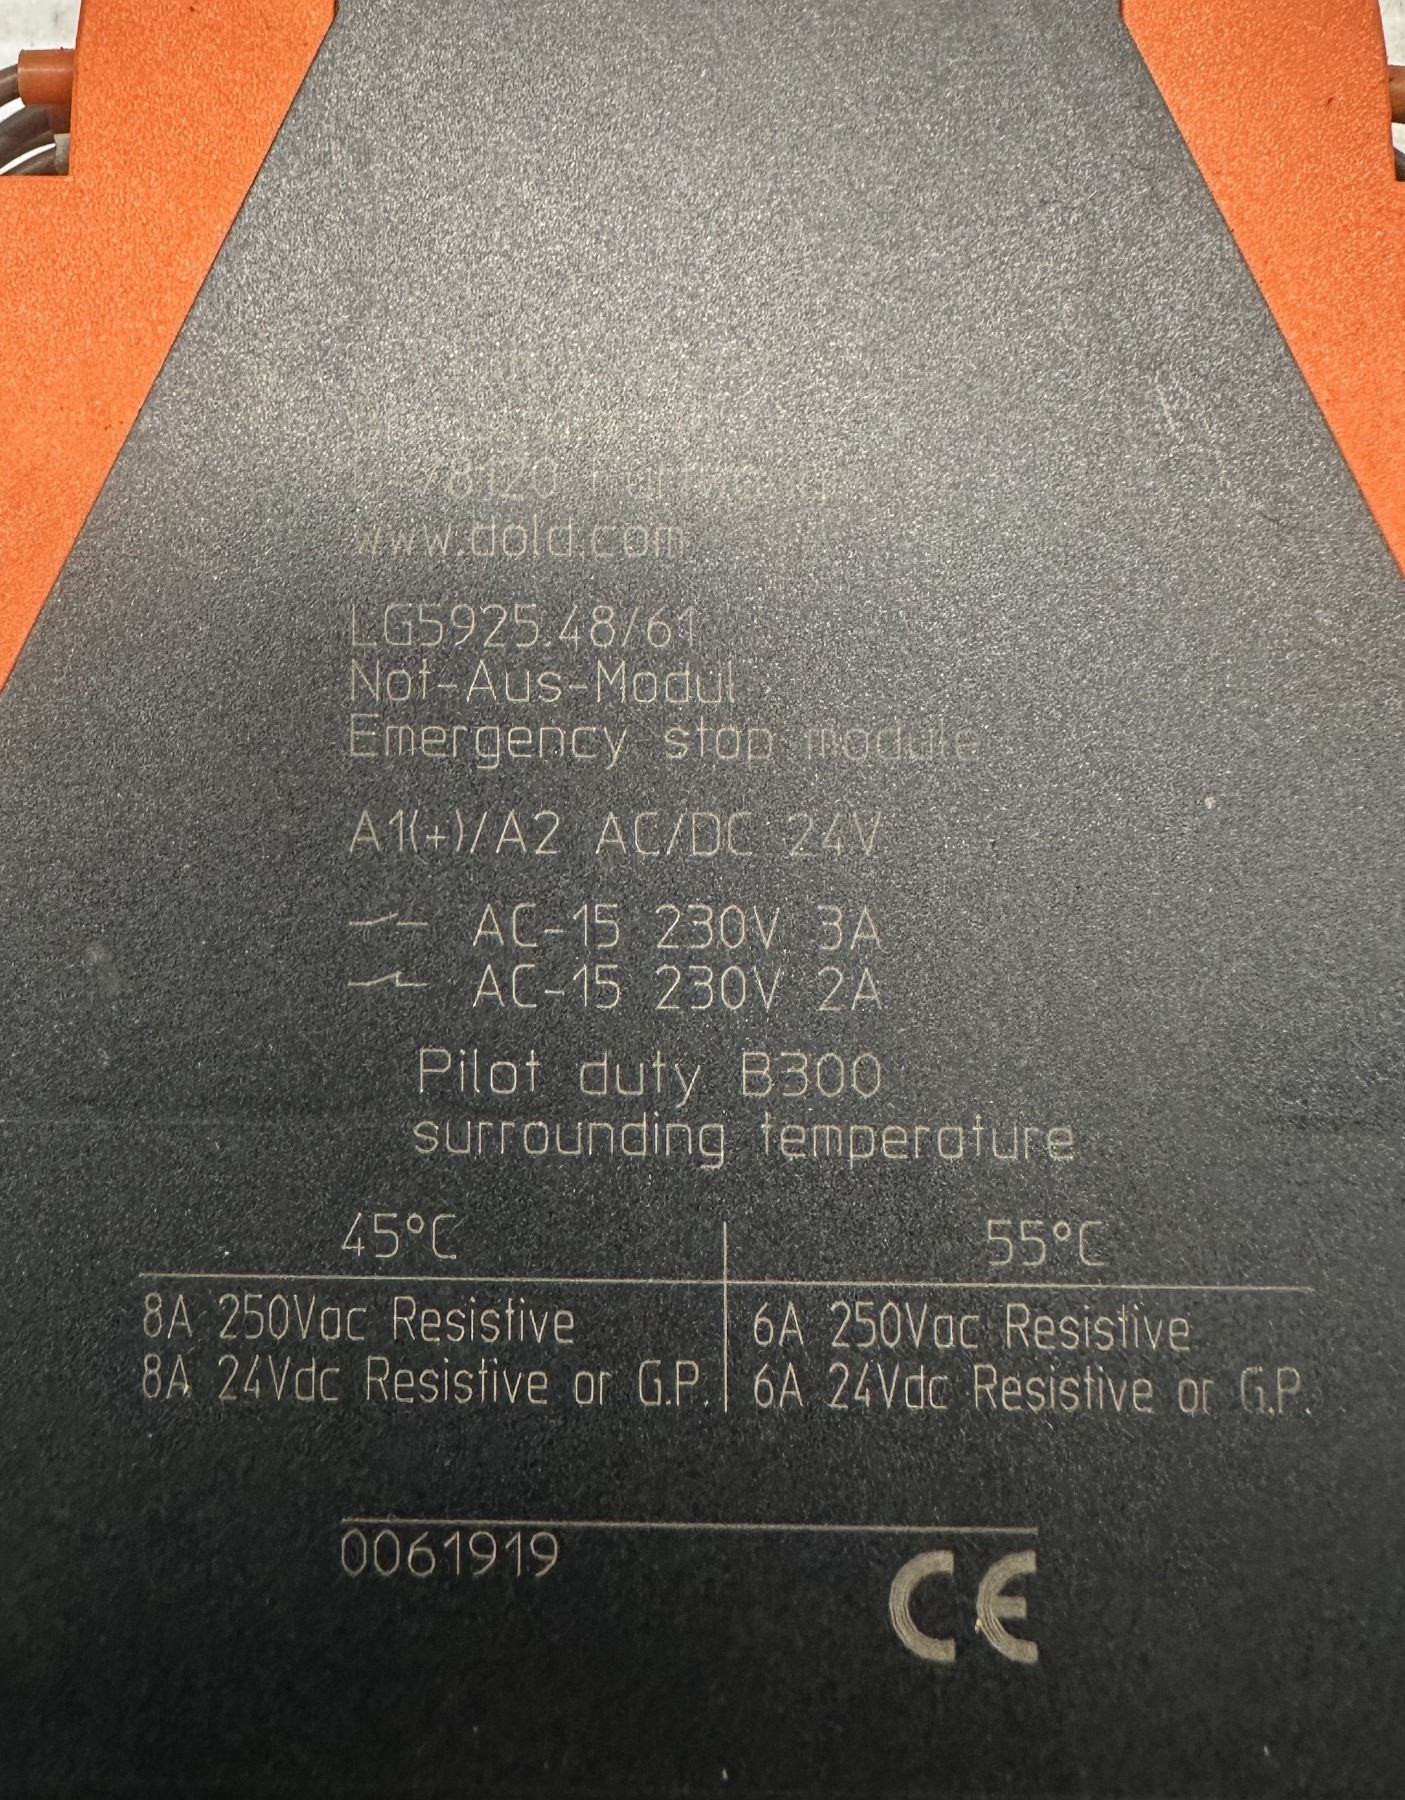 78120 Furtwangen
www.dold.com
LG5925.48/61
Not-Aus-Modul
Emergency stop module
A1(+)/A2 AC/DC 24V
AC-15 230V 3A
AC-15 230V 2A
Pilot duty B300
surrounding temperature
45°C 55°C
8A 250Vac Resistive 6A 250Vac Resistive
8A 24Vdc Resistive or G.P. 6A 24Vdc Resistive or G.P.
0061919
CE